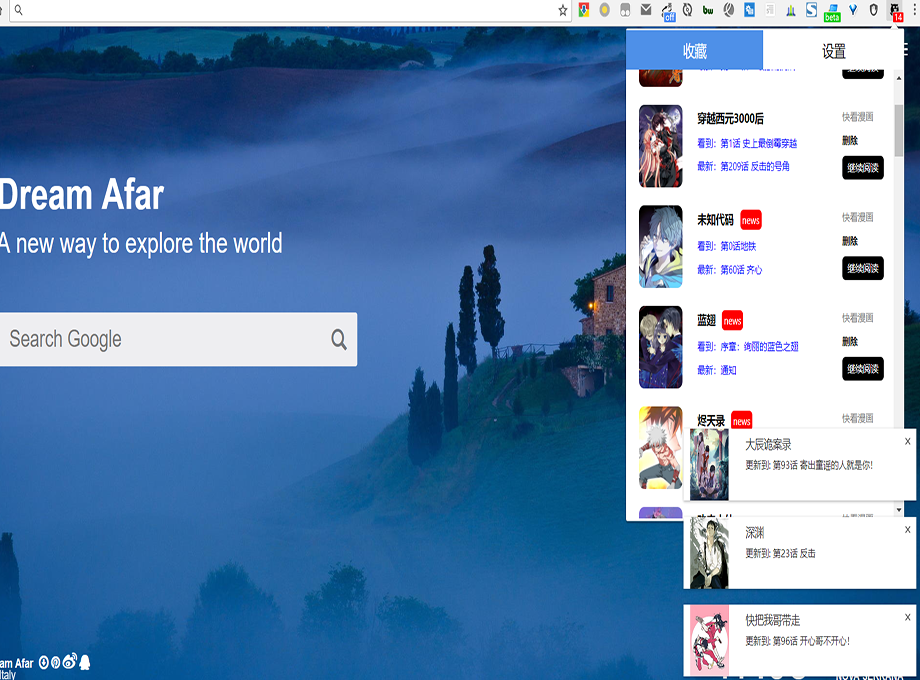 off
bw
beta
14
收藏
设置
继续阅读
穿越西元3000后
快看漫画
看到：第1话 史上最倒霉穿越
删除
最新：第209话 反击的号角
继续阅读
未知代码
news
快看漫画
看到：第0话地铁
删除
最新：第60话 齐心
继续阅读
蓝翅
news
快看漫画
看到：序章：绚丽的蓝色之翅
删除
最新：通知
继续阅读
烬天录
news
快看漫画
大辰诡案录
x
更新到: 第93话 寄出童谣的人就是你!
深渊
x
更新到: 第23话 反击
快把我哥带走
x
更新到: 第96话 开心哥不开心!
Dream Afar
A new way to explore the world
Search Google
am Afar
Italy